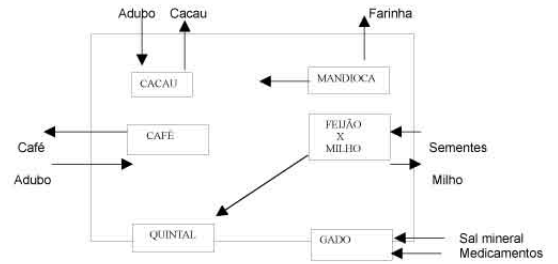 Adubo Cacau Farinha
CACAU
MANDIOCA
CAFÉ
FEIJÃO
X
MILHO
Café
Sementes
Adubo
Milho
QUINTAL
GADO
Sal mineral
Medicamentos